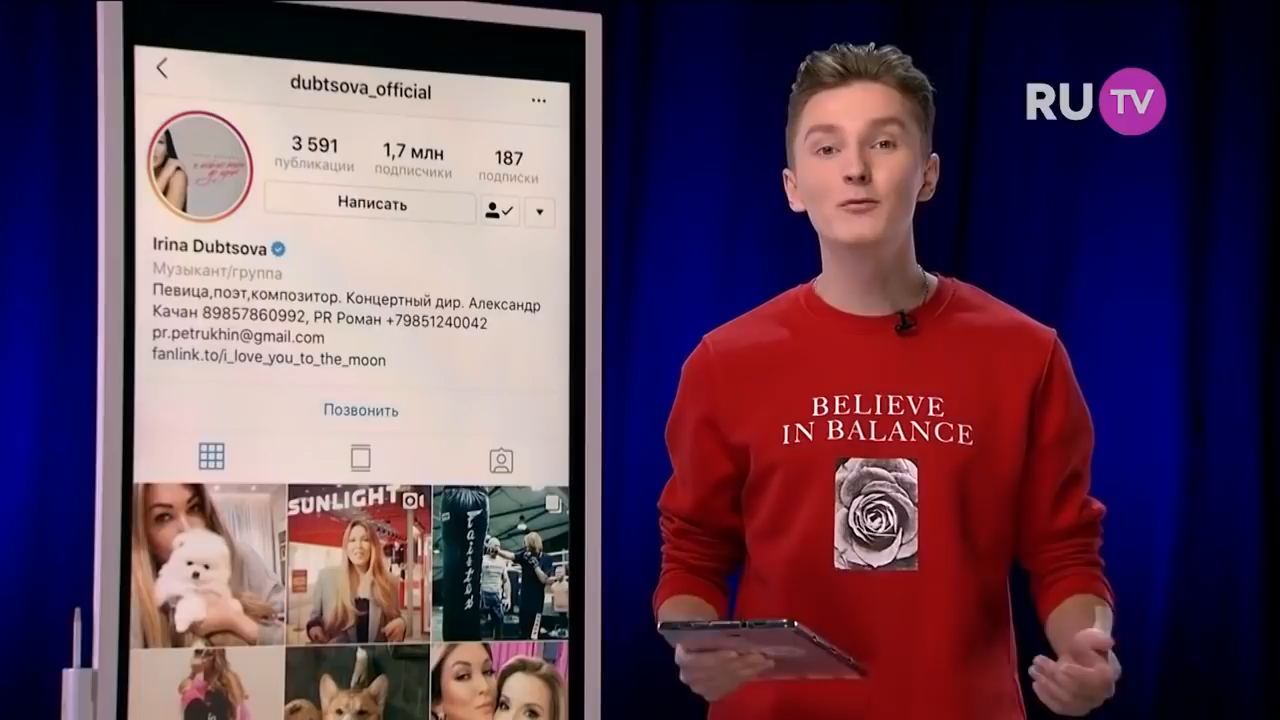 dubtsova_official
3 591
публикации
1,7 млн
подписчики
187
подписки
Написать
Irina Dubtsova
Музыкант/группа
Певица,поэт,композитор. Концертный дир. Александр
Качан 89857860992, PR Роман +79851240042
pr.petrukhin@gmail.com
fanlink.to/i_love_you_to_the_moon
Позвонить
SUNLIGHT
RU TV
BELIEVE
IN BALANCE